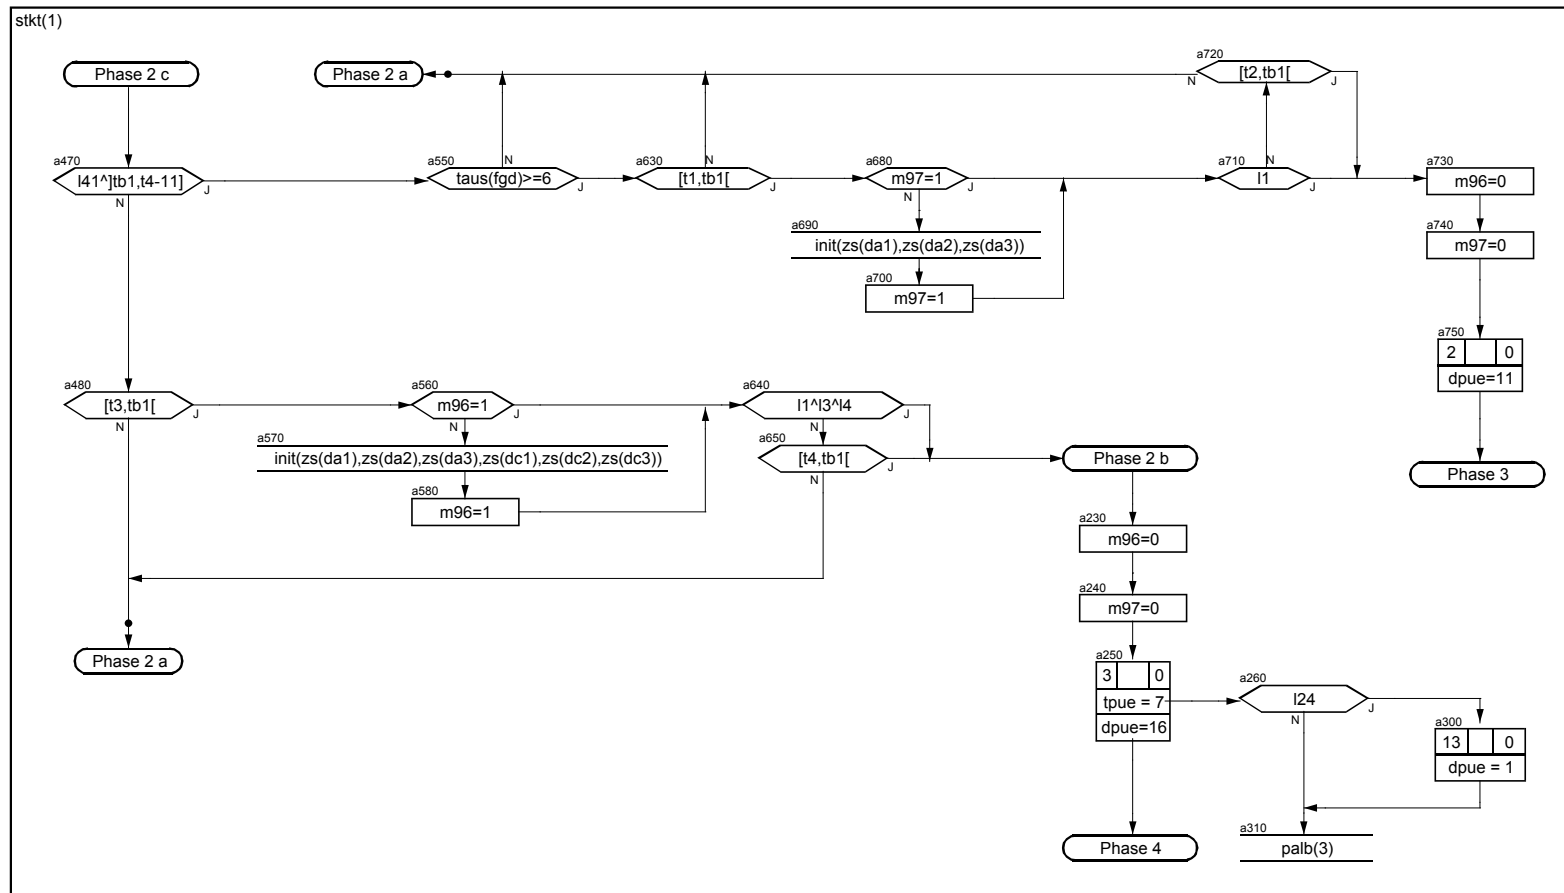 stkt(1)
Phase 2 c
Phase 2 a
a720
[t2,tb1[
N
J
a470
l41^]tb1,t4-11]
J
N
a550
N
taus(fgd)>=6
J
a630
N
[t1,tb1[
J
a680
m97=1
J
N
a710
N
l1
J
a730
m96=0
a690
init(zs(da1),zs(da2),zs(da3))
a740
m97=0
a700
m97=1
a750
2 0
dpue=11
a480
[t3,tb1[
J
N
a560
m96=1
J
N
a640
l1^l3^l4
J
N
a570
init(zs(da1),zs(da2),zs(da3),zs(dc1),zs(dc2),zs(dc3))
a650
[t4,tb1[
J
N
Phase 2 b
Phase 3
a580
m96=1
a230
m96=0
a240
m97=0
Phase 2 a
a250
3 0
tpue = 7
dpue=16
a260
l24
J
N
a300
13 0
dpue = 1
Phase 4
a310
palb(3)